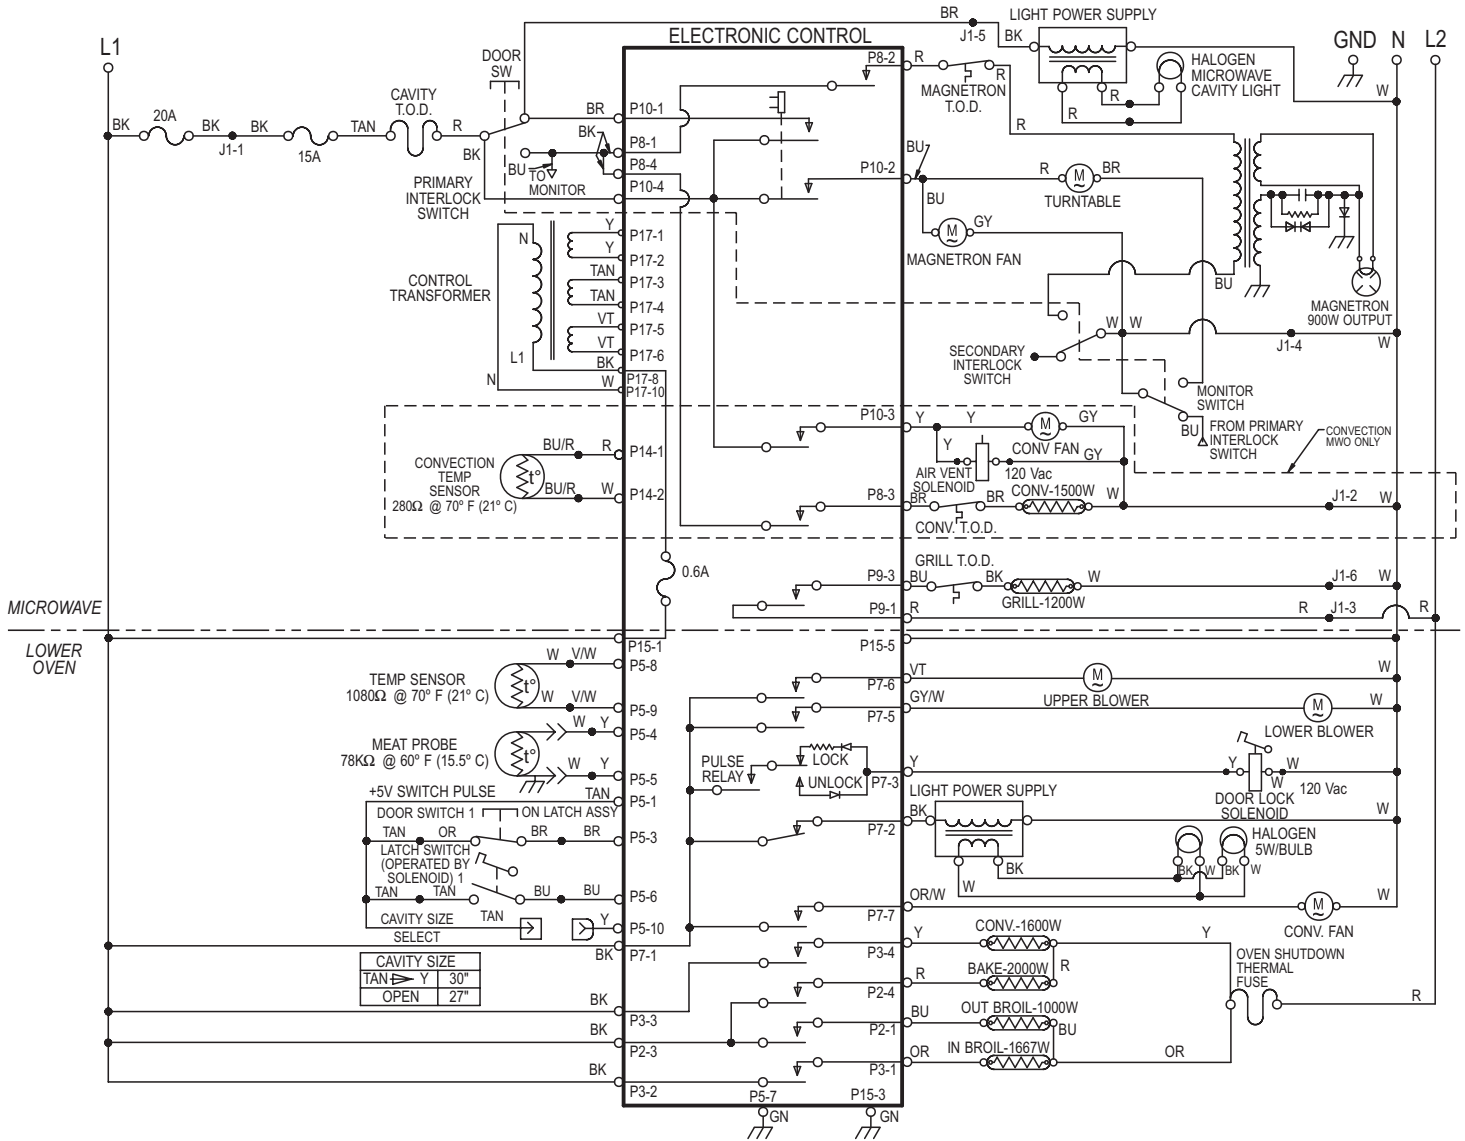 BR
J1-5
BK
LIGHT POWER SUPPLY
L1
GND N L2
ELECTRONIC CONTROL
DOOR
SW
P8-2
R
R
MAGNETRON
T.O.D.
R
R
HALOGEN
MICROWAVE
CAVITY LIGHT
W
CAVITY
T.O.D.
BK
20A
BK
J1-1
BK
15A
TAN
R
BK
BR
P10-1
BK
P8-1
P8-4
P10-4
BU
TO
MONITOR
PRIMARY
INTERLOCK
SWITCH
R
BU
P10-2
BU
R
M
~
BR
TURNTABLE
M
~
GY
MAGNETRON FAN
BU
MAGNETRON
900W OUTPUT
N
CONTROL
TRANSFORMER
L1
N
Y
P17-1
Y
P17-2
TAN
P17-3
TAN
P17-4
VT
P17-5
VT
P17-6
BK
P17-8
W
P17-10
W
W
J1-4
W
SECONDARY
INTERLOCK
SWITCH
MONITOR
SWITCH
BU
FROM PRIMARY
INTERLOCK
SWITCH
CONVECTION
MWO ONLY
P10-3
Y
Y
M
~
GY
CONV FAN
Y
GY
AIR VENT
SOLENOID
120 Vac
CONVECTION
TEMP
SENSOR
280Ω @ 70° F (21° C)
t°
BU/R
R
P14-1
BU/R
W
P14-2
P8-3
BR
BR
CONV-1500W
W
CONV. T.O.D.
J1-2
W
0.6A
GRILL T.O.D.
P9-3
BU
BK
GRILL-1200W
W
J1-6
W
P9-1
R
R
J1-3
R
MICROWAVE
LOWER
OVEN
P15-1
P15-5
W
TEMP SENSOR
1080Ω @ 70° F (21° C)
t°
W
V/W
P5-8
W
V/W
P5-9
MEAT PROBE
78KΩ @ 60° F (15.5° C)
t°
W
Y
P5-4
W
Y
P5-5
P7-6
VT
M
~
UPPER BLOWER
W
P7-5
GY/W
M
~
LOWER BLOWER
W
PULSE
RELAY
LOCK
UNLOCK
P7-3
Y
Y
W
W
DOOR LOCK
SOLENOID
120 Vac
+5V SWITCH PULSE
TAN
P5-1
DOOR SWITCH 1
ON LATCH ASSY
TAN
OR
BR
BR
P5-3
LATCH SWITCH
(OPERATED BY
SOLENOID) 1
TAN
TAN
BU
BU
P5-6
CAVITY SIZE
SELECT
TAN
Y
P5-10
BK
P7-1
LIGHT POWER SUPPLY
P7-2
BK
W
BK
W
HALOGEN
5W/BULB
BK
W
BK
W
P7-7
OR/W
M
~
CONV. FAN
W
CAVITY SIZE
TAN Y 30"
OPEN 27"
P3-4
Y
CONV.-1600W
Y
R
P2-4
R
BAKE-2000W
OVEN SHUTDOWN
THERMAL
FUSE
R
BK
P3-3
P2-1
BU
OUT BROIL-1000W
BU
BK
P2-3
P3-1
OR
IN BROIL-1667W
OR
BK
P3-2
P5-7
GN
P15-3
GN